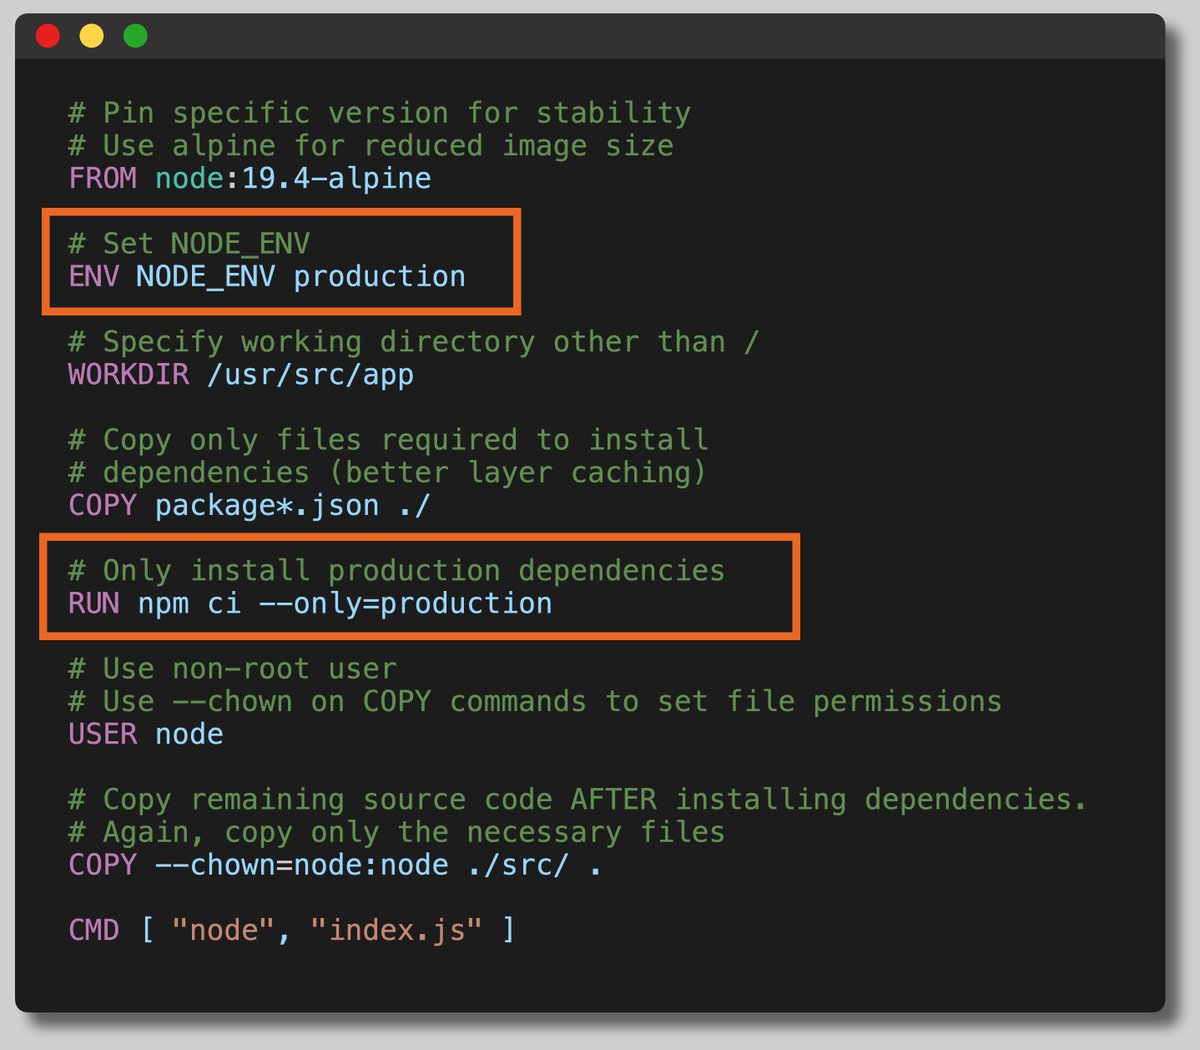 # Pin specific version for stability
# Use alpine for reduced image size
FROM node:19.4-alpine
# Set NODE_ENV
ENV NODE_ENV production
# Specify working directory other than /
WORKDIR /usr/src/app
# Copy only files required to install
# dependencies (better layer caching)
COPY package*.json ./
# Only install production dependencies
RUN npm ci --only=production
# Use non-root user
# Use --chown on COPY commands to set file permissions
USER node
# Copy remaining source code AFTER installing dependencies.
# Again, copy only the necessary files
COPY --chown=node:node ./src/ .
CMD [ "node", "index.js" ]